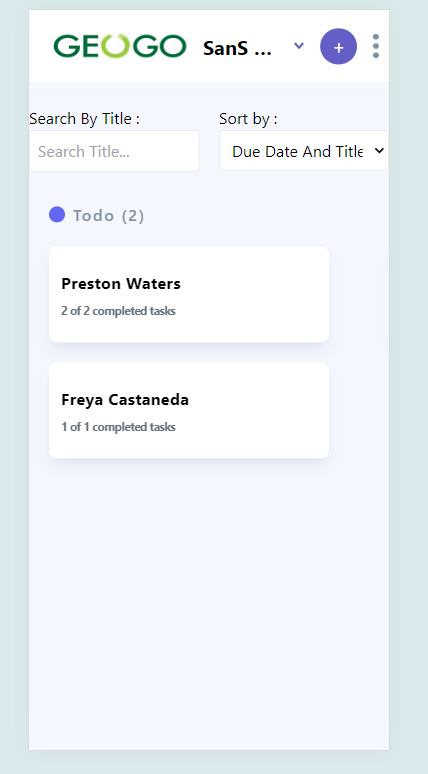 GEOGO SanS ... +
Search By Title : Sort by :
Search Title... Due Date And Title
Todo (2)
Preston Waters
2 of 2 completed tasks
Freya Castaneda
1 of 1 completed tasks